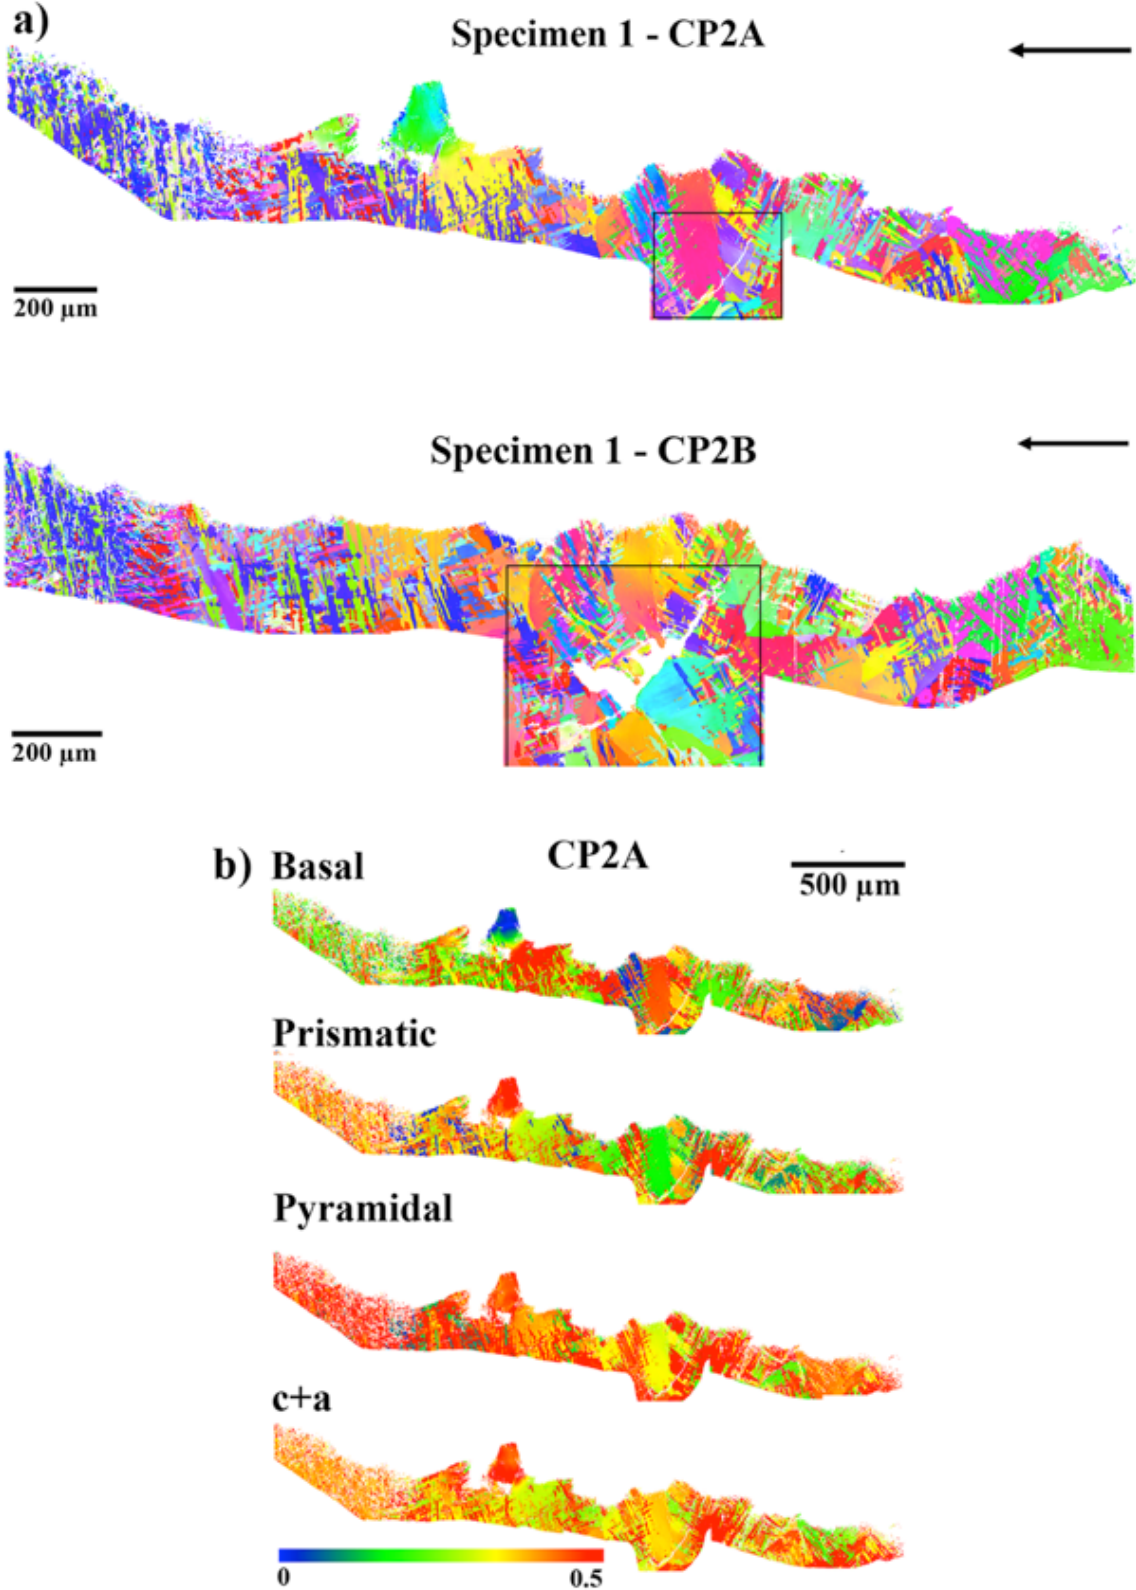 a)
Specimen 1 - CP2A
200 µm
Specimen 1 - CP2B
200 µm
b)
CP2A
500 µm
Basal
Prismatic
Pyramidal
c+a
0
0.5